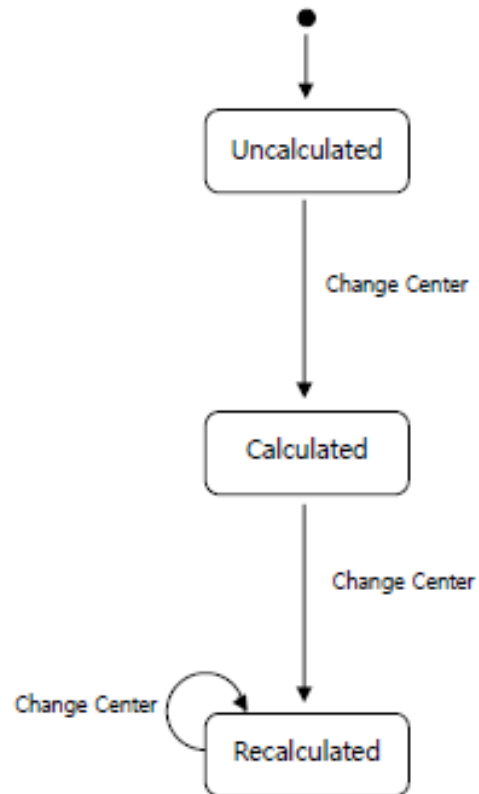 Uncalculated
Change Center
Calculated
Change Center
Change Center
Recalculated